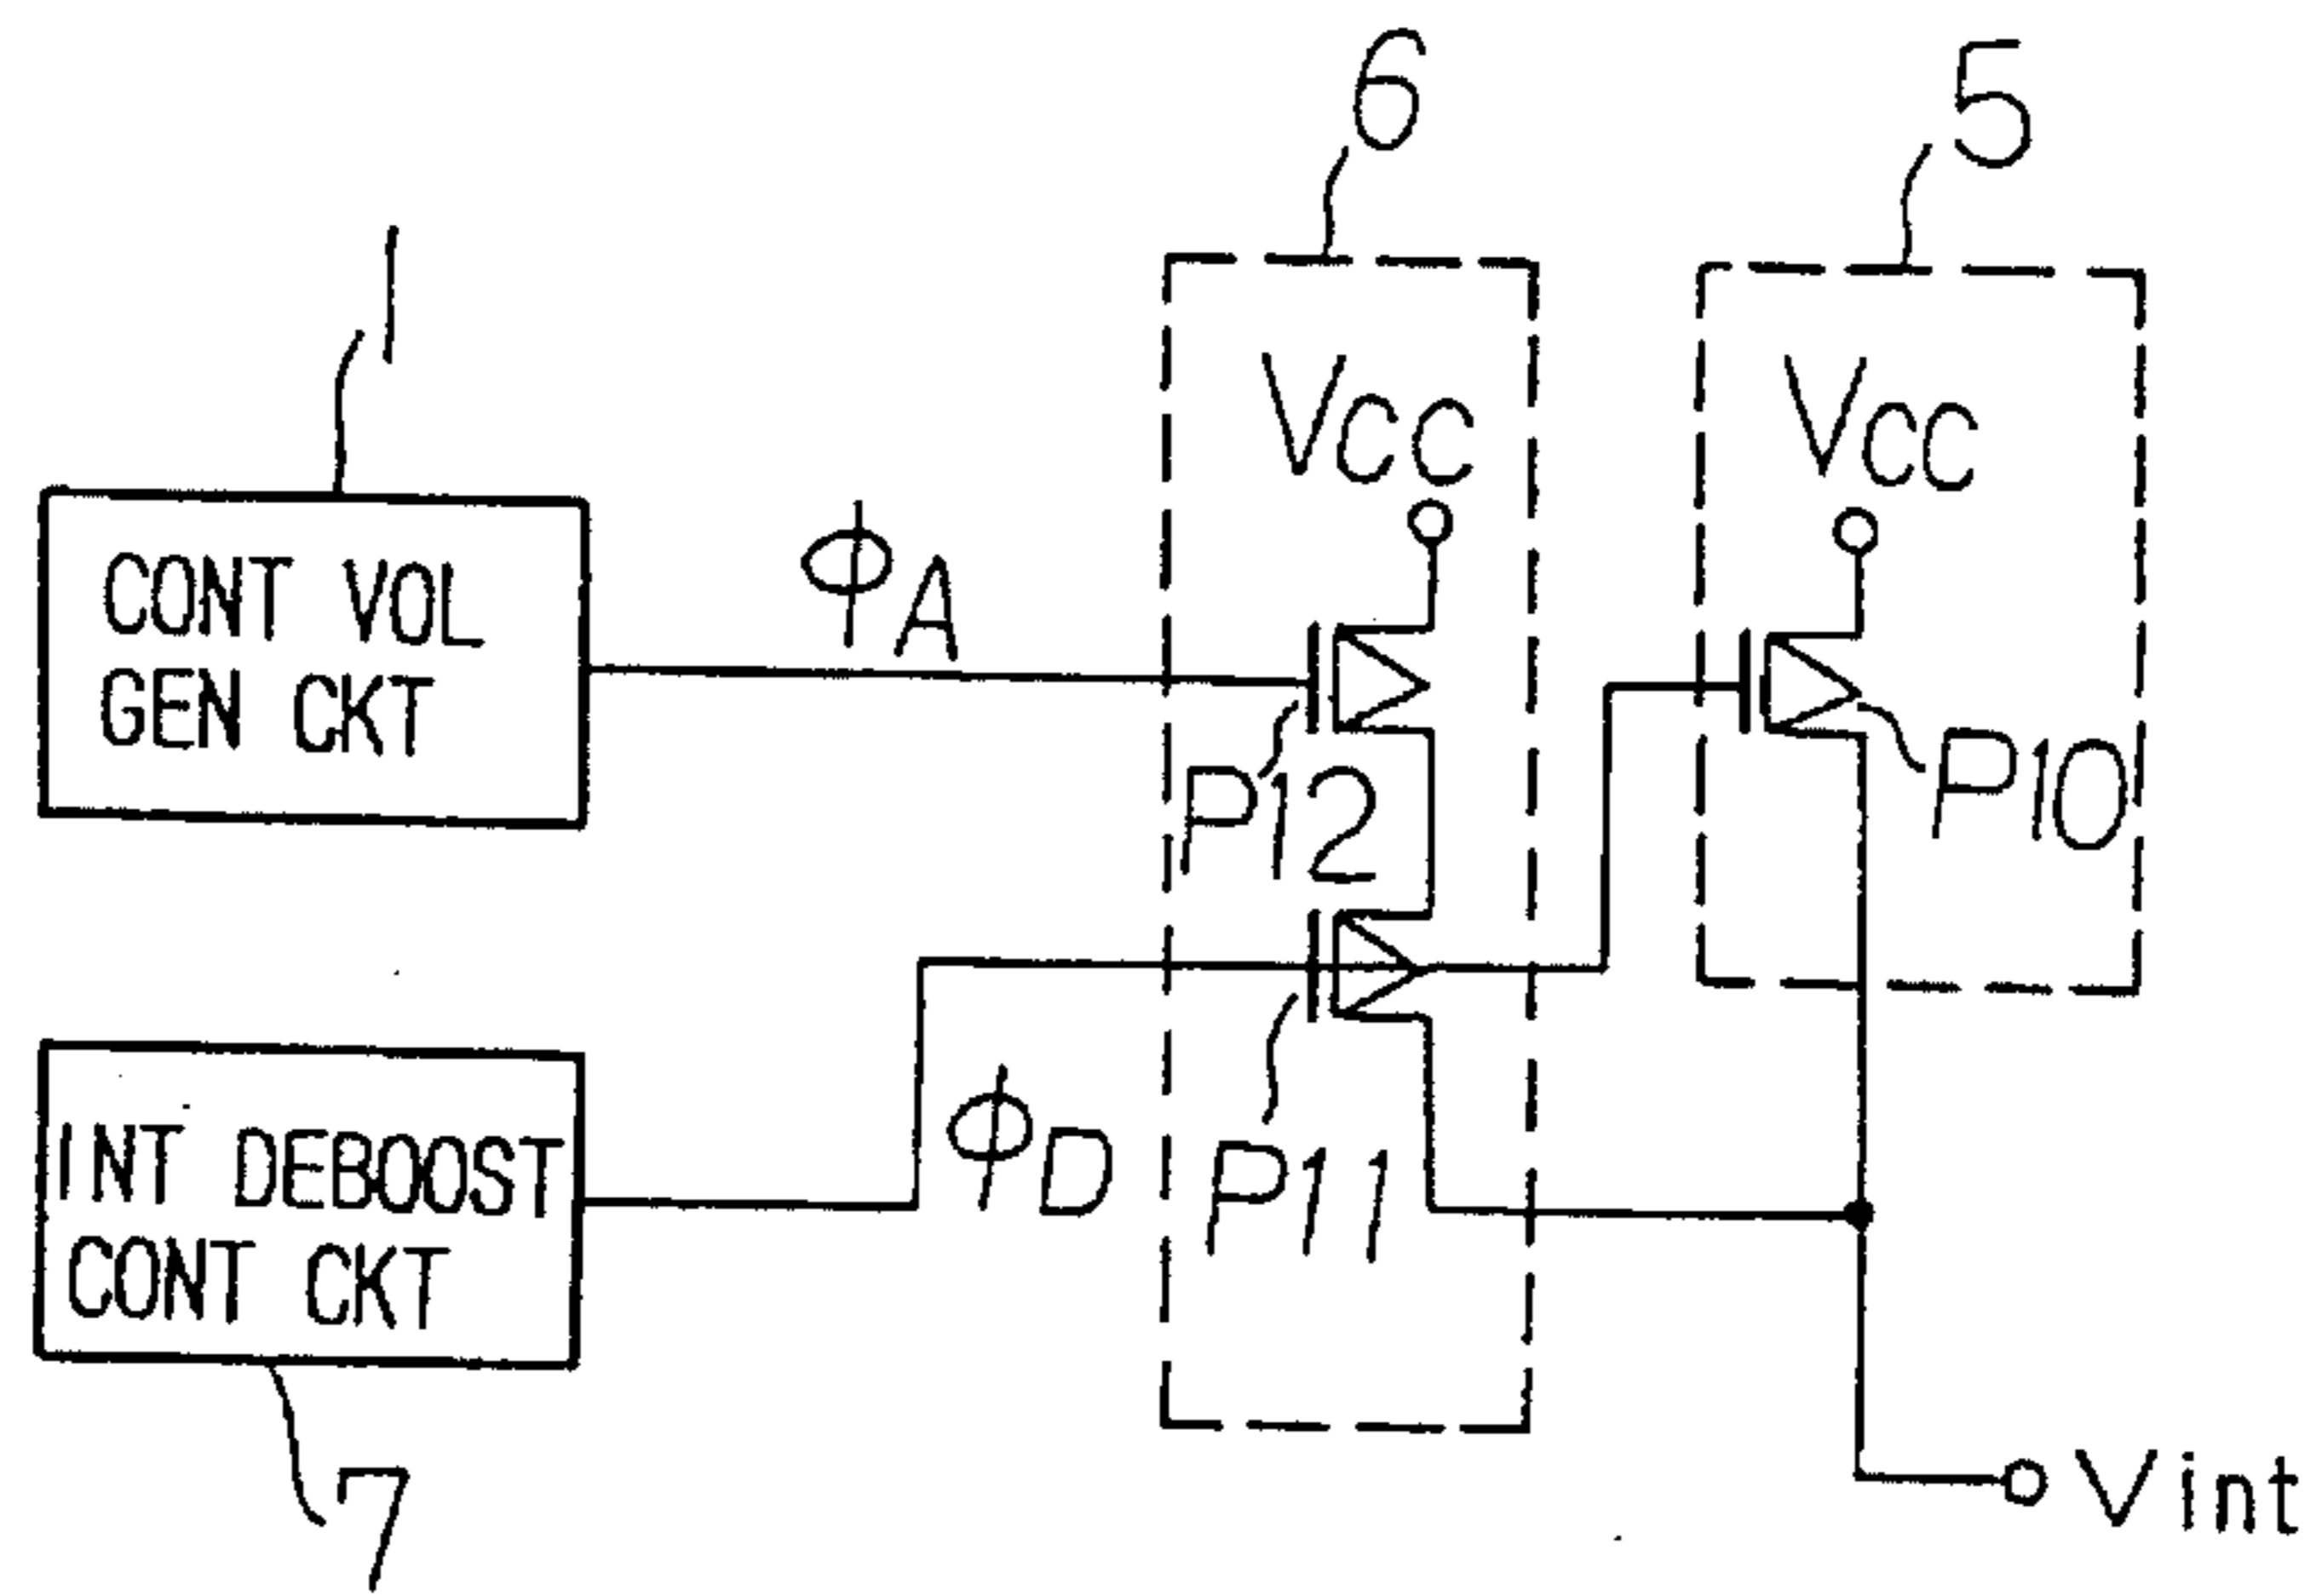 6
5
1
VCC
VCC
CONT VOL
GEN CKT
ϕA
P12
P10
INT DEBOOST
CONT CKT
ϕD
P11
7
Vint